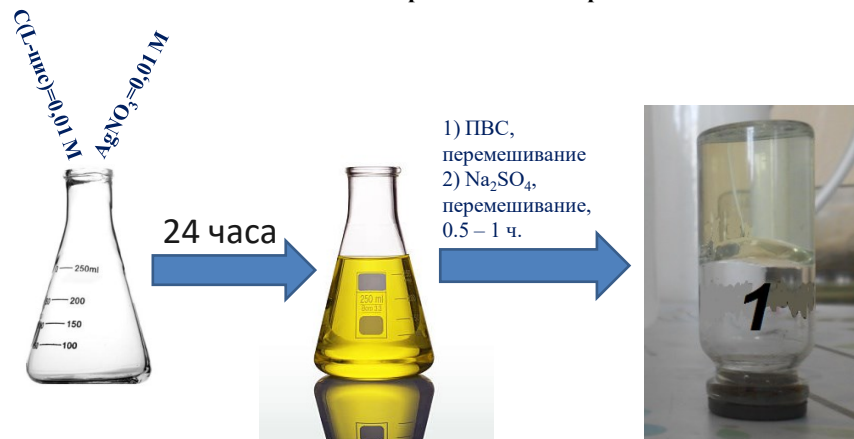 C(L-цис)=0,01 M
AgNO₃=0,01 M
24 часа
1) ПВС,
перемешивание
2) Na₂SO₄,
перемешивание,
0.5 – 1 ч.
250ml
200
150
100
250 ml
1